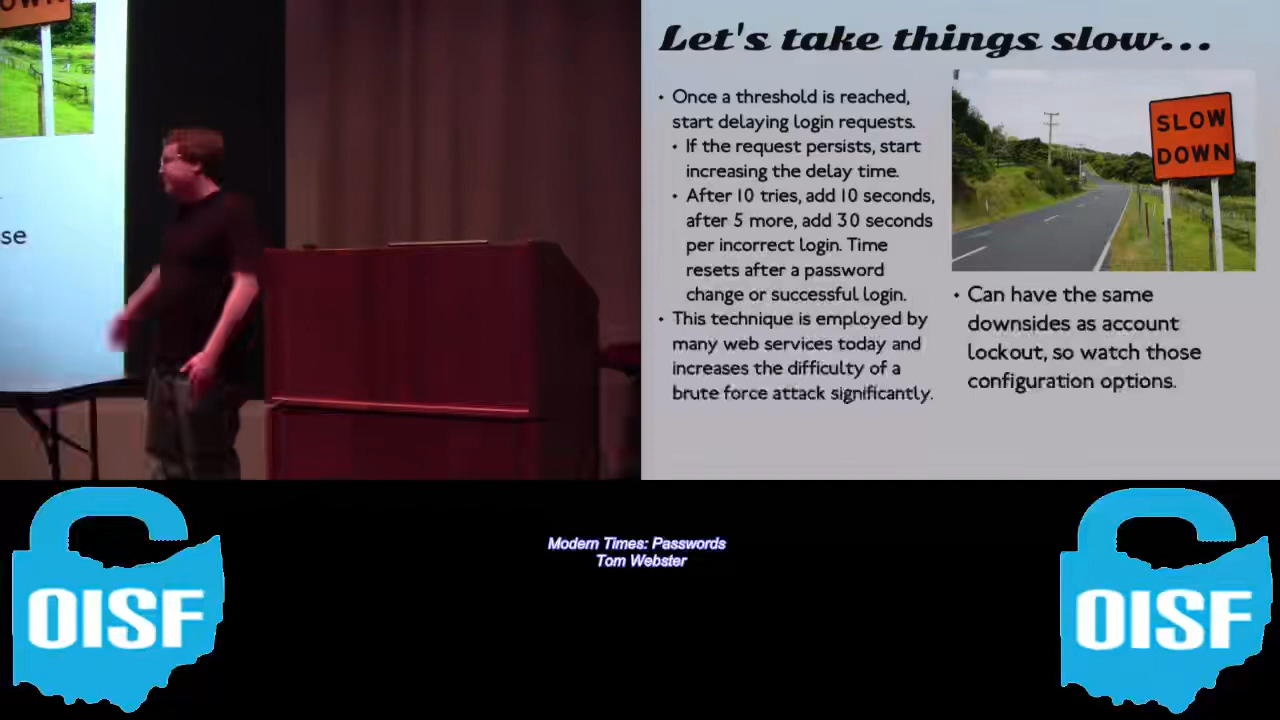 OWN
se
Let's take things slow...
• Once a threshold is reached,
start delaying login requests.
• If the request persists, start
increasing the delay time.
• After 10 tries, add 10 seconds,
after 5 more, add 30 seconds
per incorrect login. Time
resets after a password
change or successful login.
• This technique is employed by
many web services today and
increases the difficulty of a
brute force attack significantly.
SLOW
DOWN
• Can have the same
downsides as account
lockout, so watch those
configuration options.
Modern Times: Passwords
Tom Webster
OISF
OISF